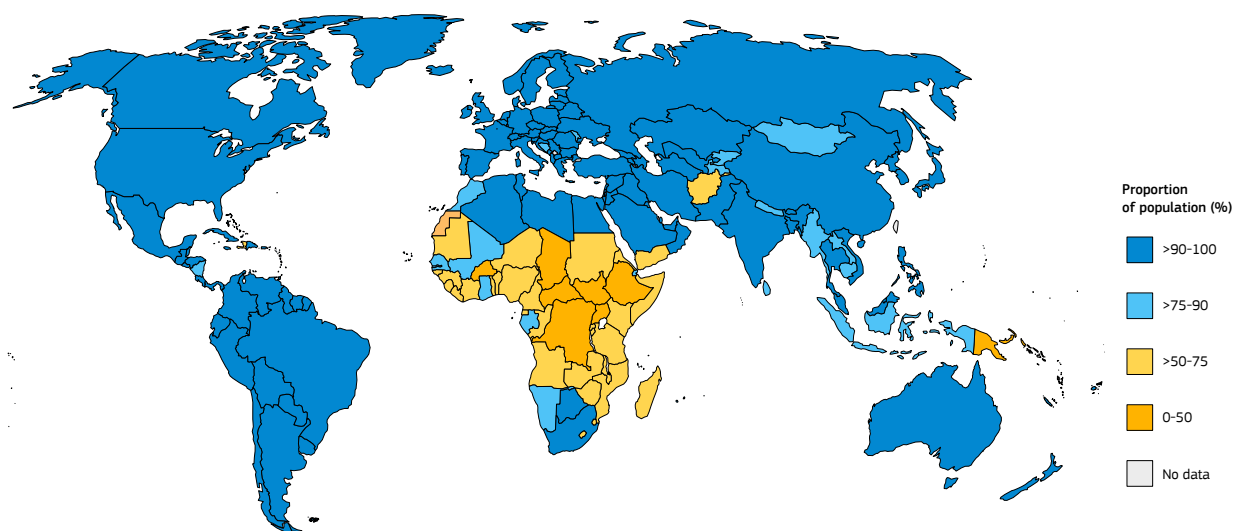 Proportion
of population (%)
>90-100
>75-90
>50-75
0-50
No data